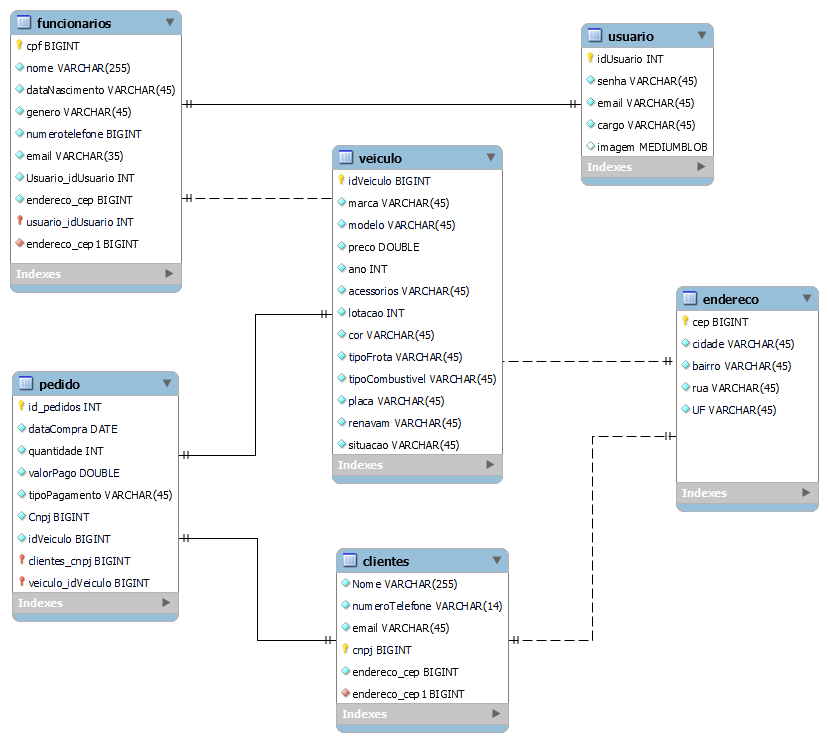 funcionarios
cpf BIGINT
nome VARCHAR(255)
dataNascimento VARCHAR(45)
genero VARCHAR(45)
numerotelefone BIGINT
email VARCHAR(35)
Usuario_idUsuario INT
endereco_cep BIGINT
usuario_idUsuario INT
endereco_cep1 BIGINT
Indexes
usuario
idUsuario INT
senha VARCHAR(45)
email VARCHAR(45)
cargo VARCHAR(45)
imagem MEDIUMBLOB
Indexes
veiculo
idVeiculo BIGINT
marca VARCHAR(45)
modelo VARCHAR(45)
preco DOUBLE
ano INT
acessorios VARCHAR(45)
lotacao INT
cor VARCHAR(45)
tipoFrota VARCHAR(45)
tipoCombustivel VARCHAR(45)
placa VARCHAR(45)
renavam VARCHAR(45)
situacao VARCHAR(45)
Indexes
endereco
cep BIGINT
cidade VARCHAR(45)
bairro VARCHAR(45)
rua VARCHAR(45)
UF VARCHAR(45)
Indexes
pedido
id_pedidos INT
dataCompra DATE
quantidade INT
valorPago DOUBLE
tipoPagamento VARCHAR(45)
Cnpj BIGINT
idVeiculo BIGINT
clientes_cnpj BIGINT
veiculo_idVeiculo BIGINT
Indexes
clientes
Nome VARCHAR(255)
numeroTelefone VARCHAR(14)
email VARCHAR(45)
cnpj BIGINT
endereco_cep BIGINT
endereco_cep1 BIGINT
Indexes